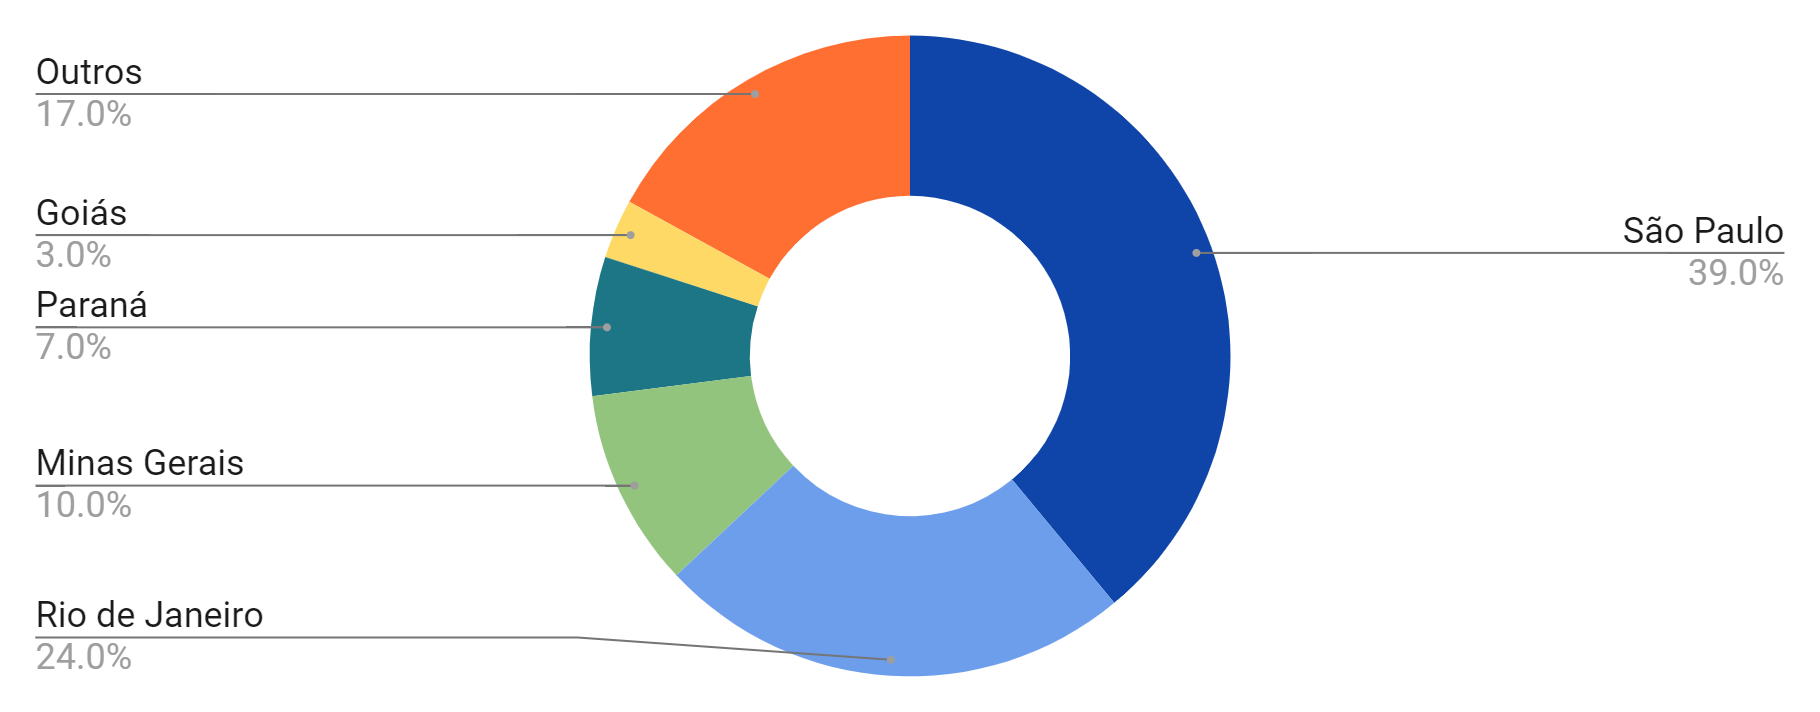 Outros
17.0%
Goiás
3.0%
Paraná
7.0%
Minas Gerais
10.0%
Rio de Janeiro
24.0%
São Paulo
39.0%